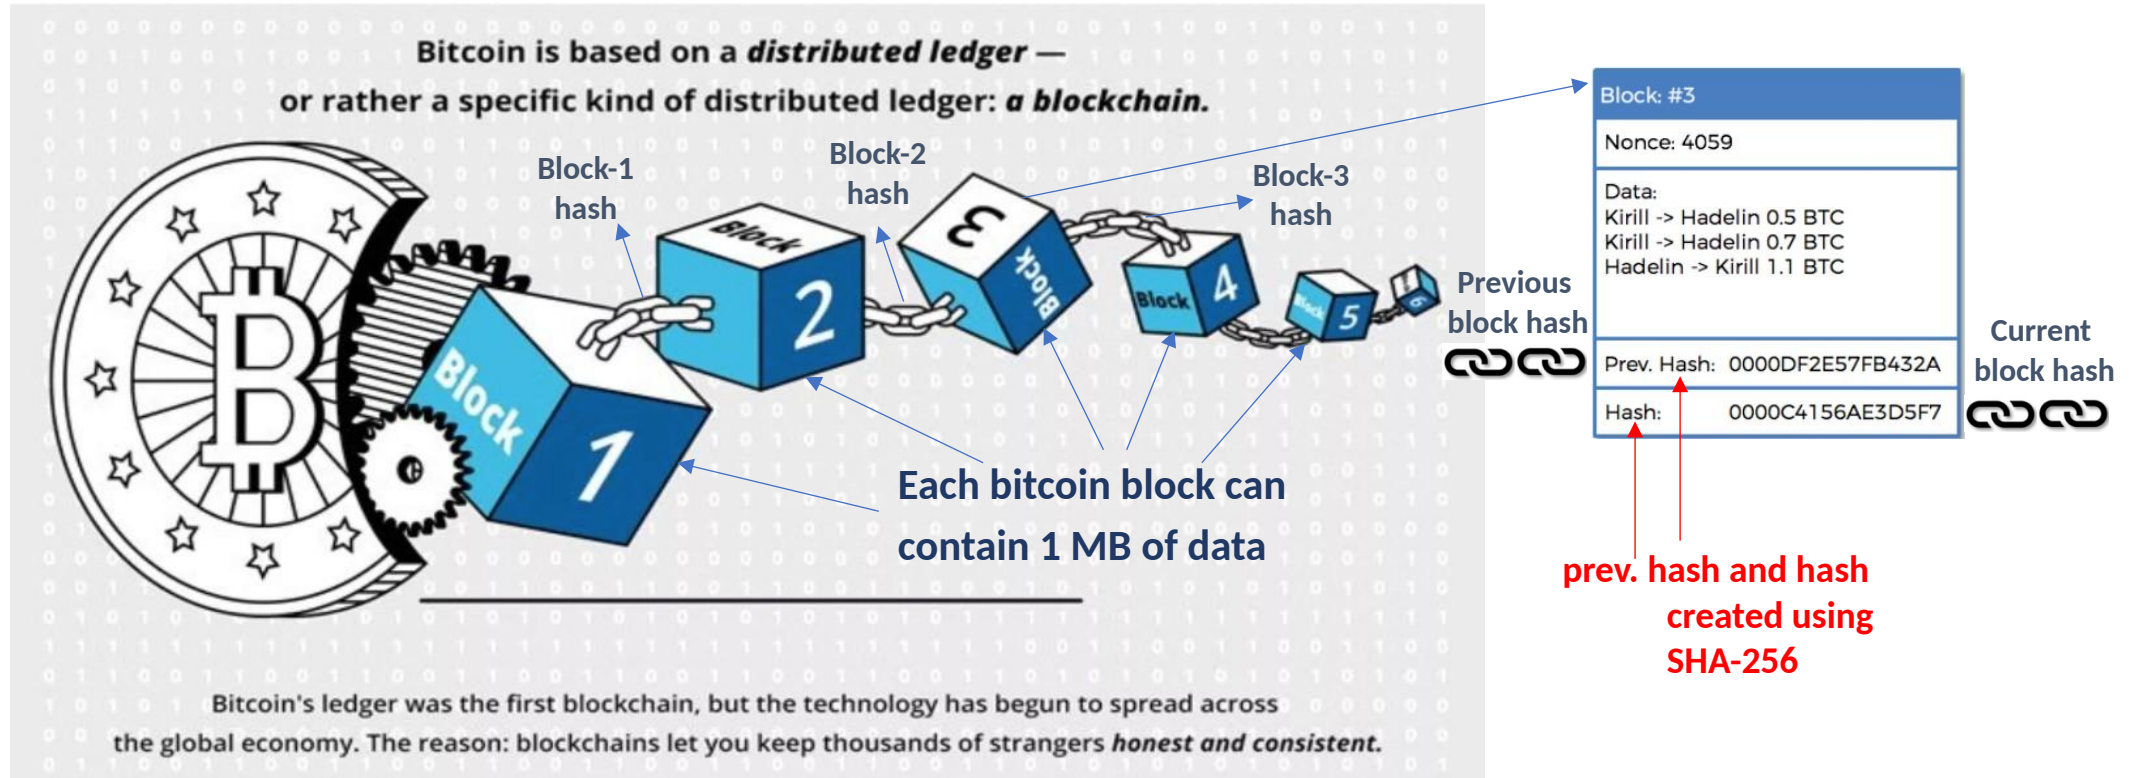 Bitcoin is based on a distributed ledger —
or rather a specific kind of distributed ledger: a blockchain.
Block-1
hash
Block-2
hash
Block-3
hash
Block
1
Block
2
3
Block
Block
4
Block
5
6
Each bitcoin block can
contain 1 MB of data
Bitcoin's ledger was the first blockchain, but the technology has begun to spread across
the global economy. The reason: blockchains let you keep thousands of strangers honest and consistent.
Previous
block hash
Block: #3
Nonce: 4059
Data:
Kirill -> Hadelin 0.5 BTC
Kirill -> Hadelin 0.7 BTC
Hadelin -> Kirill 1.1 BTC
Prev. Hash: 0000DF2E57FB432A
Hash: 0000C4156AE3D5F7
Current
block hash
prev. hash and hash
created using
SHA-256